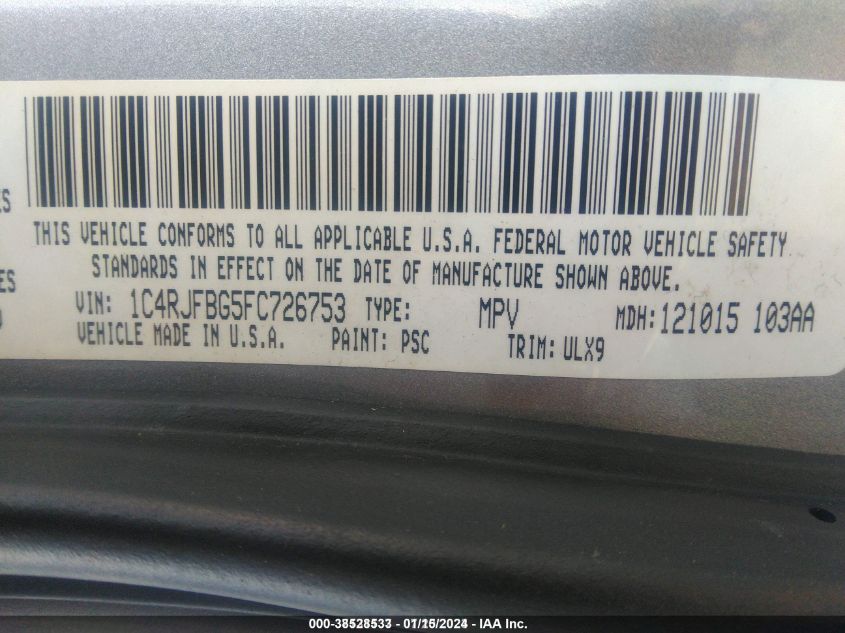 ES
THIS VEHICLE CONFORMS TO ALL APPLICABLE U.S.A. FEDERAL MOTOR VEHICLE SAFETY
STANDARDS IN EFFECT ON THE DATE OF MANUFACTURE SHOWN ABOVE.
ES
VIN: 1C4RJFBG5FC726753 TYPE: MPV MDH: 121015 103AA
VEHICLE MADE IN U.S.A. PAINT: PSC TRIM: ULX9
000-38528533 - 01/16/2024 - IAA Inc.